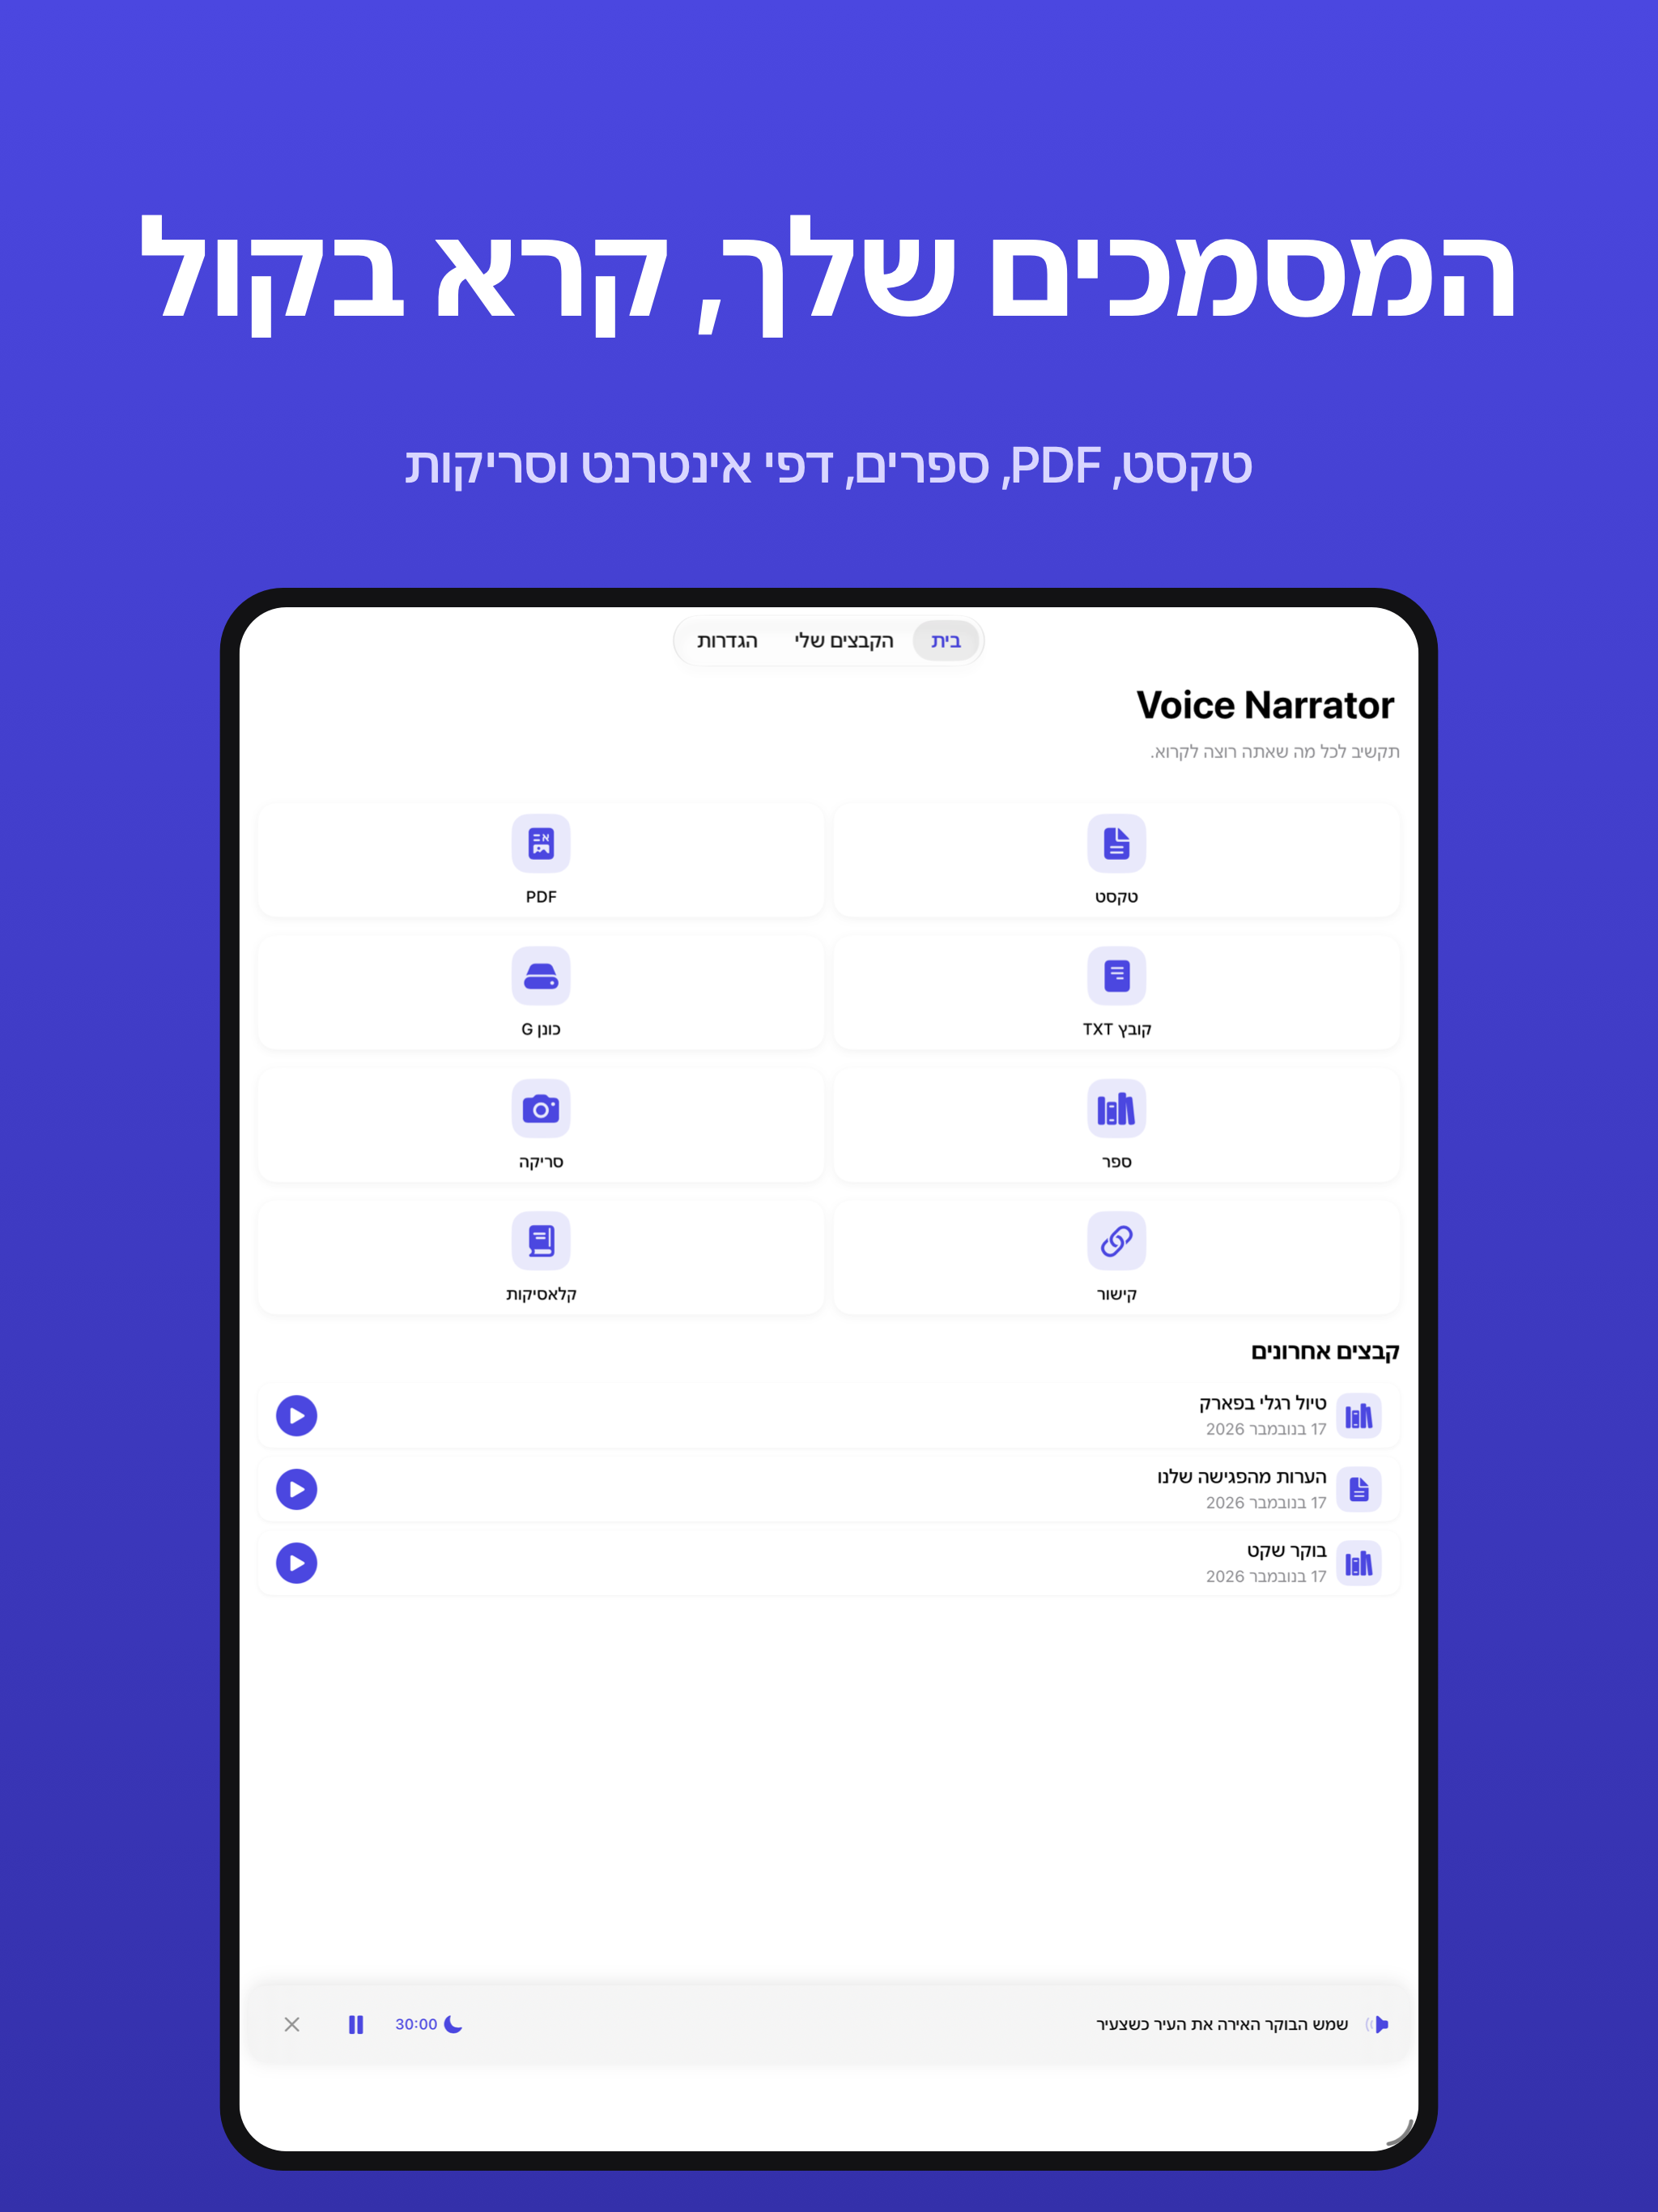 המסמכים שלך, קרא בקול
טקסט, PDF, ספרים, דפי אינטרנט וסריקות
בית הקבצים שלי הגדרות
Voice Narrator
תקשיב לכל מה שאתה רוצה לקרוא.
טקסט PDF
קובץ TXT כונן G
ספר סריקה
קישור קלאסיקות
קבצים אחרונים
טיול רגלי בפארק
17 בנובמבר 2026
הערות מהפגישה שלנו
17 בנובמבר 2026
בוקר שקט
17 בנובמבר 2026
שמש הבוקר האירה את העיר כשצעיר 30:00